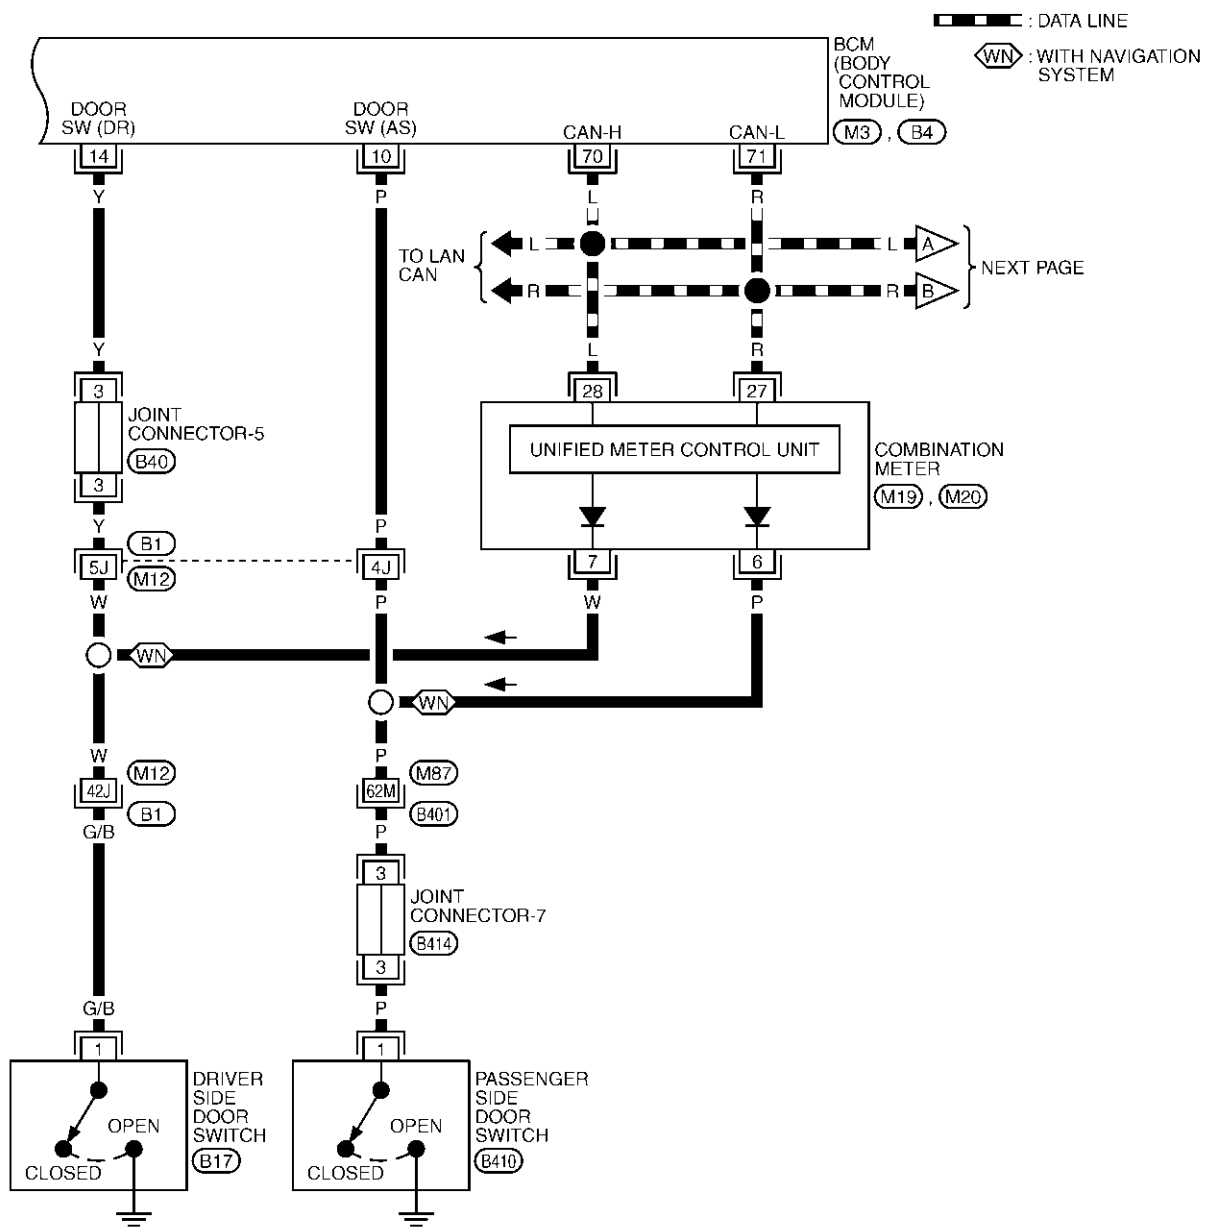 : DATA LINE
WN : WITH NAVIGATION
SYSTEM
BCM
(BODY
CONTROL
MODULE)
M3 , B4
DOOR
SW (DR)
DOOR
SW (AS)
CAN-H
CAN-L
14
10
70
71
Y
P
L
R
TO LAN
CAN
L
L
A
R
R
B
NEXT PAGE
Y
L
R
3
28
27
JOINT
CONNECTOR-5
B40
3
UNIFIED METER CONTROL UNIT
COMBINATION
METER
M19 , M20
Y
P
B1
5J
4J
7
6
M12
W
P
W
P
WN
WN
W
P
M12
M87
42J
62M
B1
B401
G/B
P
3
JOINT
CONNECTOR-7
B414
3
G/B
P
1
1
DRIVER
SIDE
DOOR
SWITCH
B17
OPEN
CLOSED
PASSENGER
SIDE
DOOR
SWITCH
B410
OPEN
CLOSED